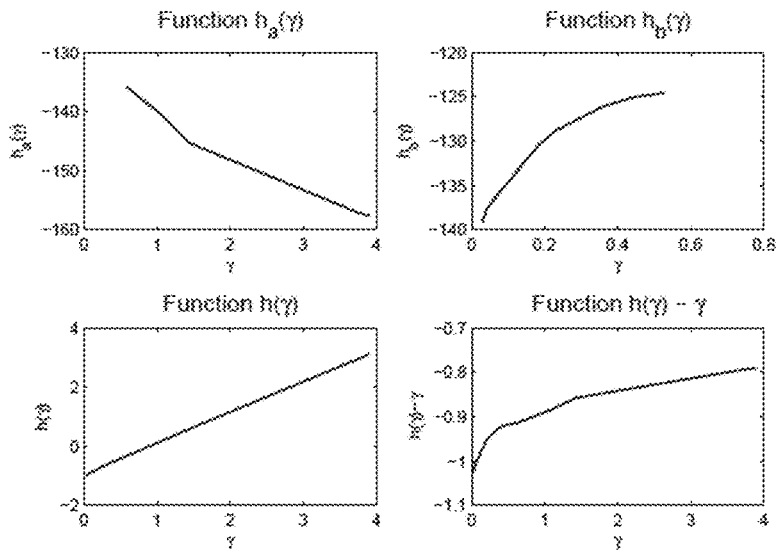 Function h_a(γ)
−130
−140
−150
−160
h_a(γ)
0 1 2 3 4
γ
Function h_b(γ)
−120
−125
−130
−135
−140
h_b(γ)
0 0.2 0.4 0.6 0.8
γ
Function h(γ)
4
2
0
−2
h(γ)
0 1 2 3 4
γ
Function h(γ) − γ
−0.7
−0.8
−0.9
−1
−1.1
h(γ)−γ
0 1 2 3 4
γ